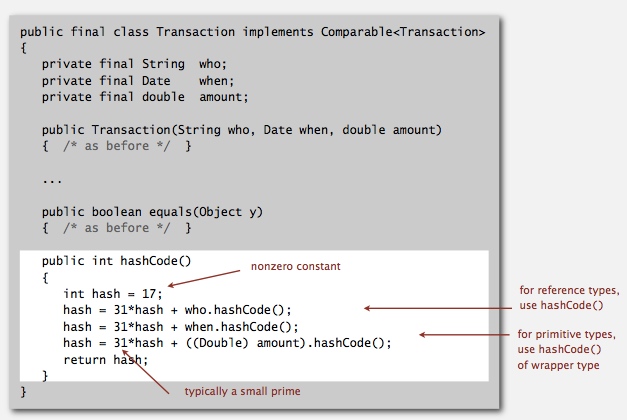 public final class Transaction implements Comparable<Transaction>
{
private final String who;
private final Date when;
private final double amount;
public Transaction(String who, Date when, double amount)
{ /* as before */ }
...
public boolean equals(Object y)
{ /* as before */ }
public int hashCode()
{
int hash = 17;
hash = 31*hash + who.hashCode();
hash = 31*hash + when.hashCode();
hash = 31*hash + ((Double) amount).hashCode();
return hash;
}
}
nonzero constant
for reference types,
use hashCode()
for primitive types,
use hashCode()
of wrapper type
typically a small prime